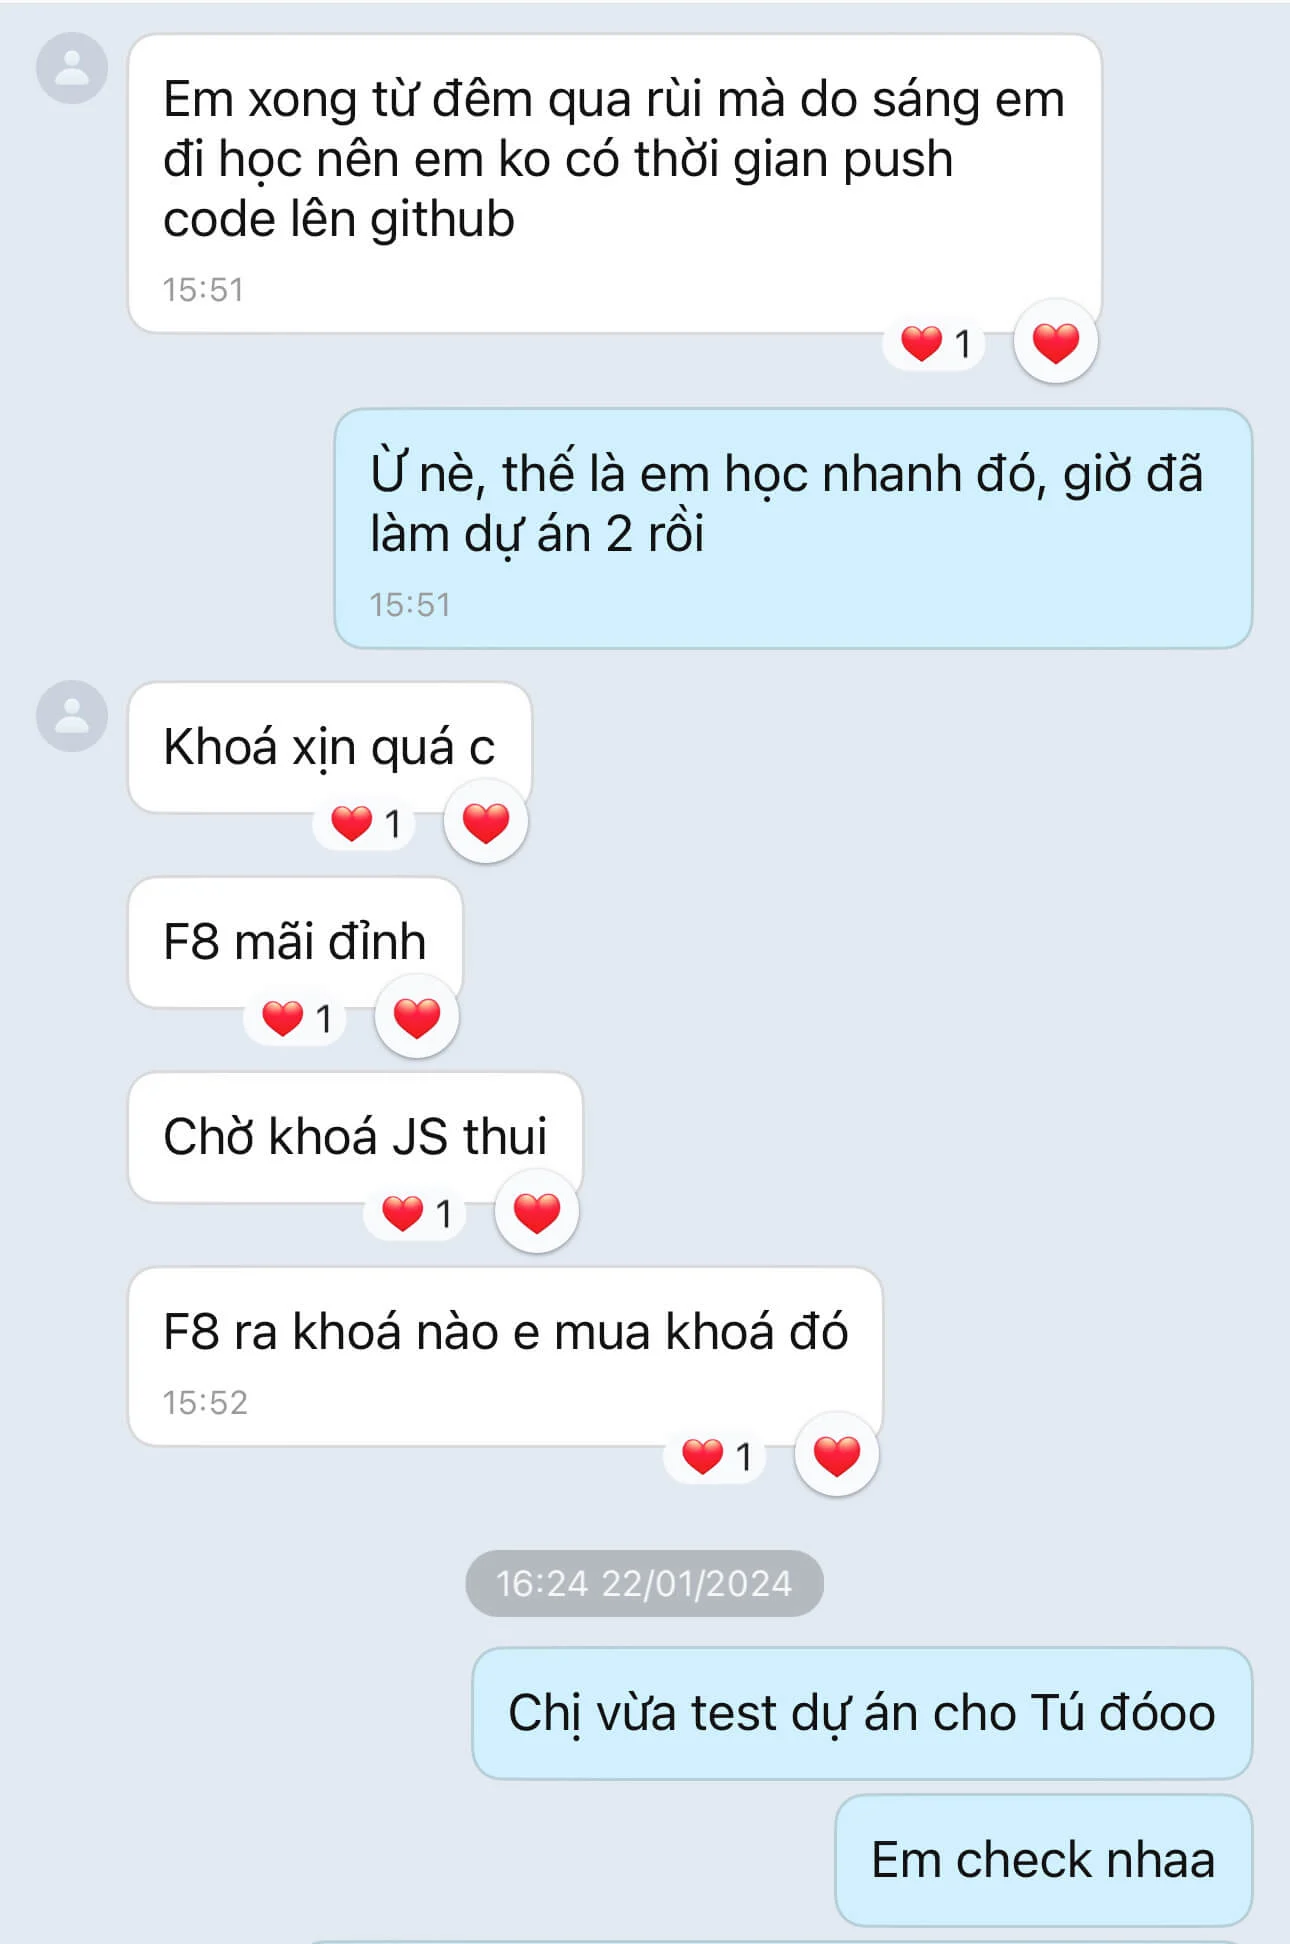 Em xong từ đêm qua rùi mà do sáng em
đi học nên em ko có thời gian push
code lên github
15:51
1
Ừ nè, thế là em học nhanh đó, giờ đã
làm dự án 2 rồi
15:51
Khoá xịn quá c
1
F8 mãi đỉnh
1
Chờ khoá JS thui
1
F8 ra khoá nào e mua khoá đó
15:52
1
16:24 22/01/2024
Chị vừa test dự án cho Tú đóoo
Em check nhaa